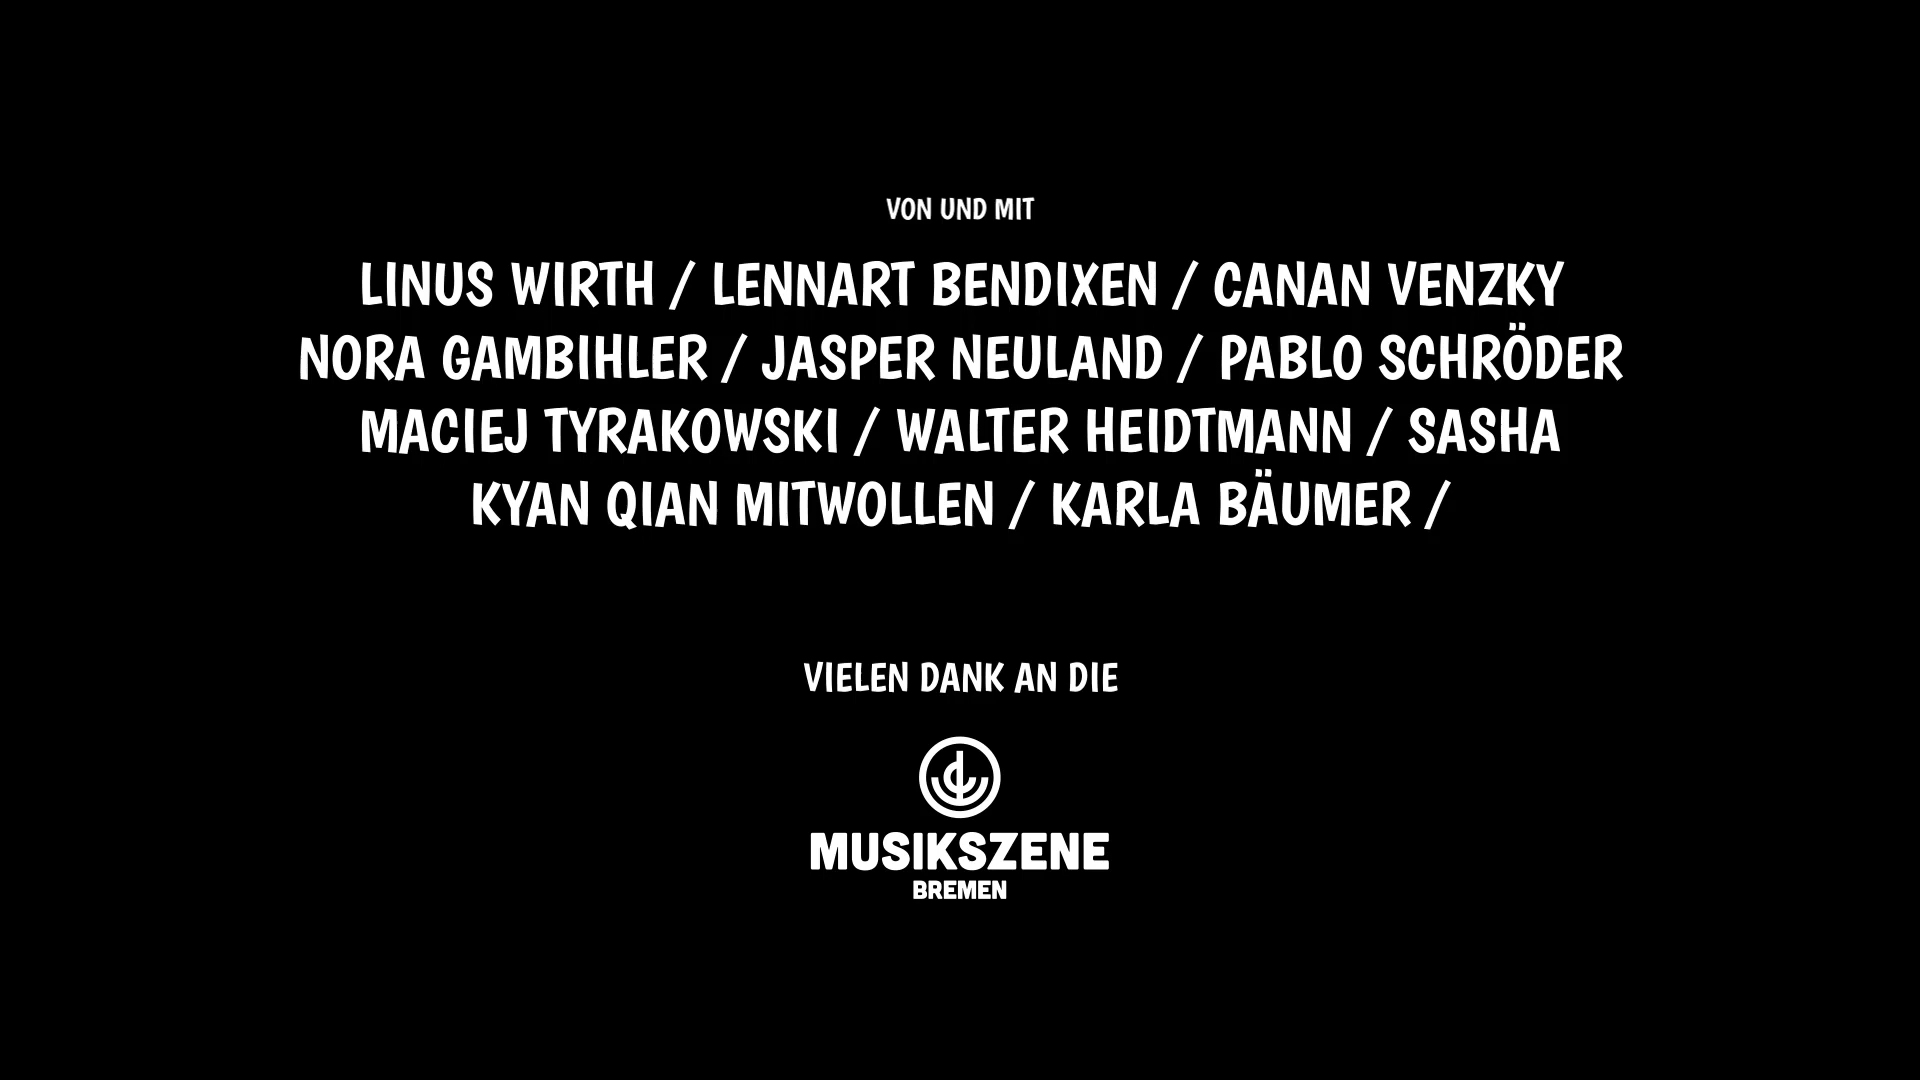 VON UND MIT
LINUS WIRTH / LENNART BENDIXEN / CANAN VENZKY
NORA GAMBIHLER / JASPER NEULAND / PABLO SCHRÖDER
MACIEJ TYRAKOWSKI / WALTER HEIDTMANN / SASHA
KYAN QIAN MITWOLLEN / KARLA BÄUMER /
VIELEN DANK AN DIE
MUSIKSZENE
BREMEN